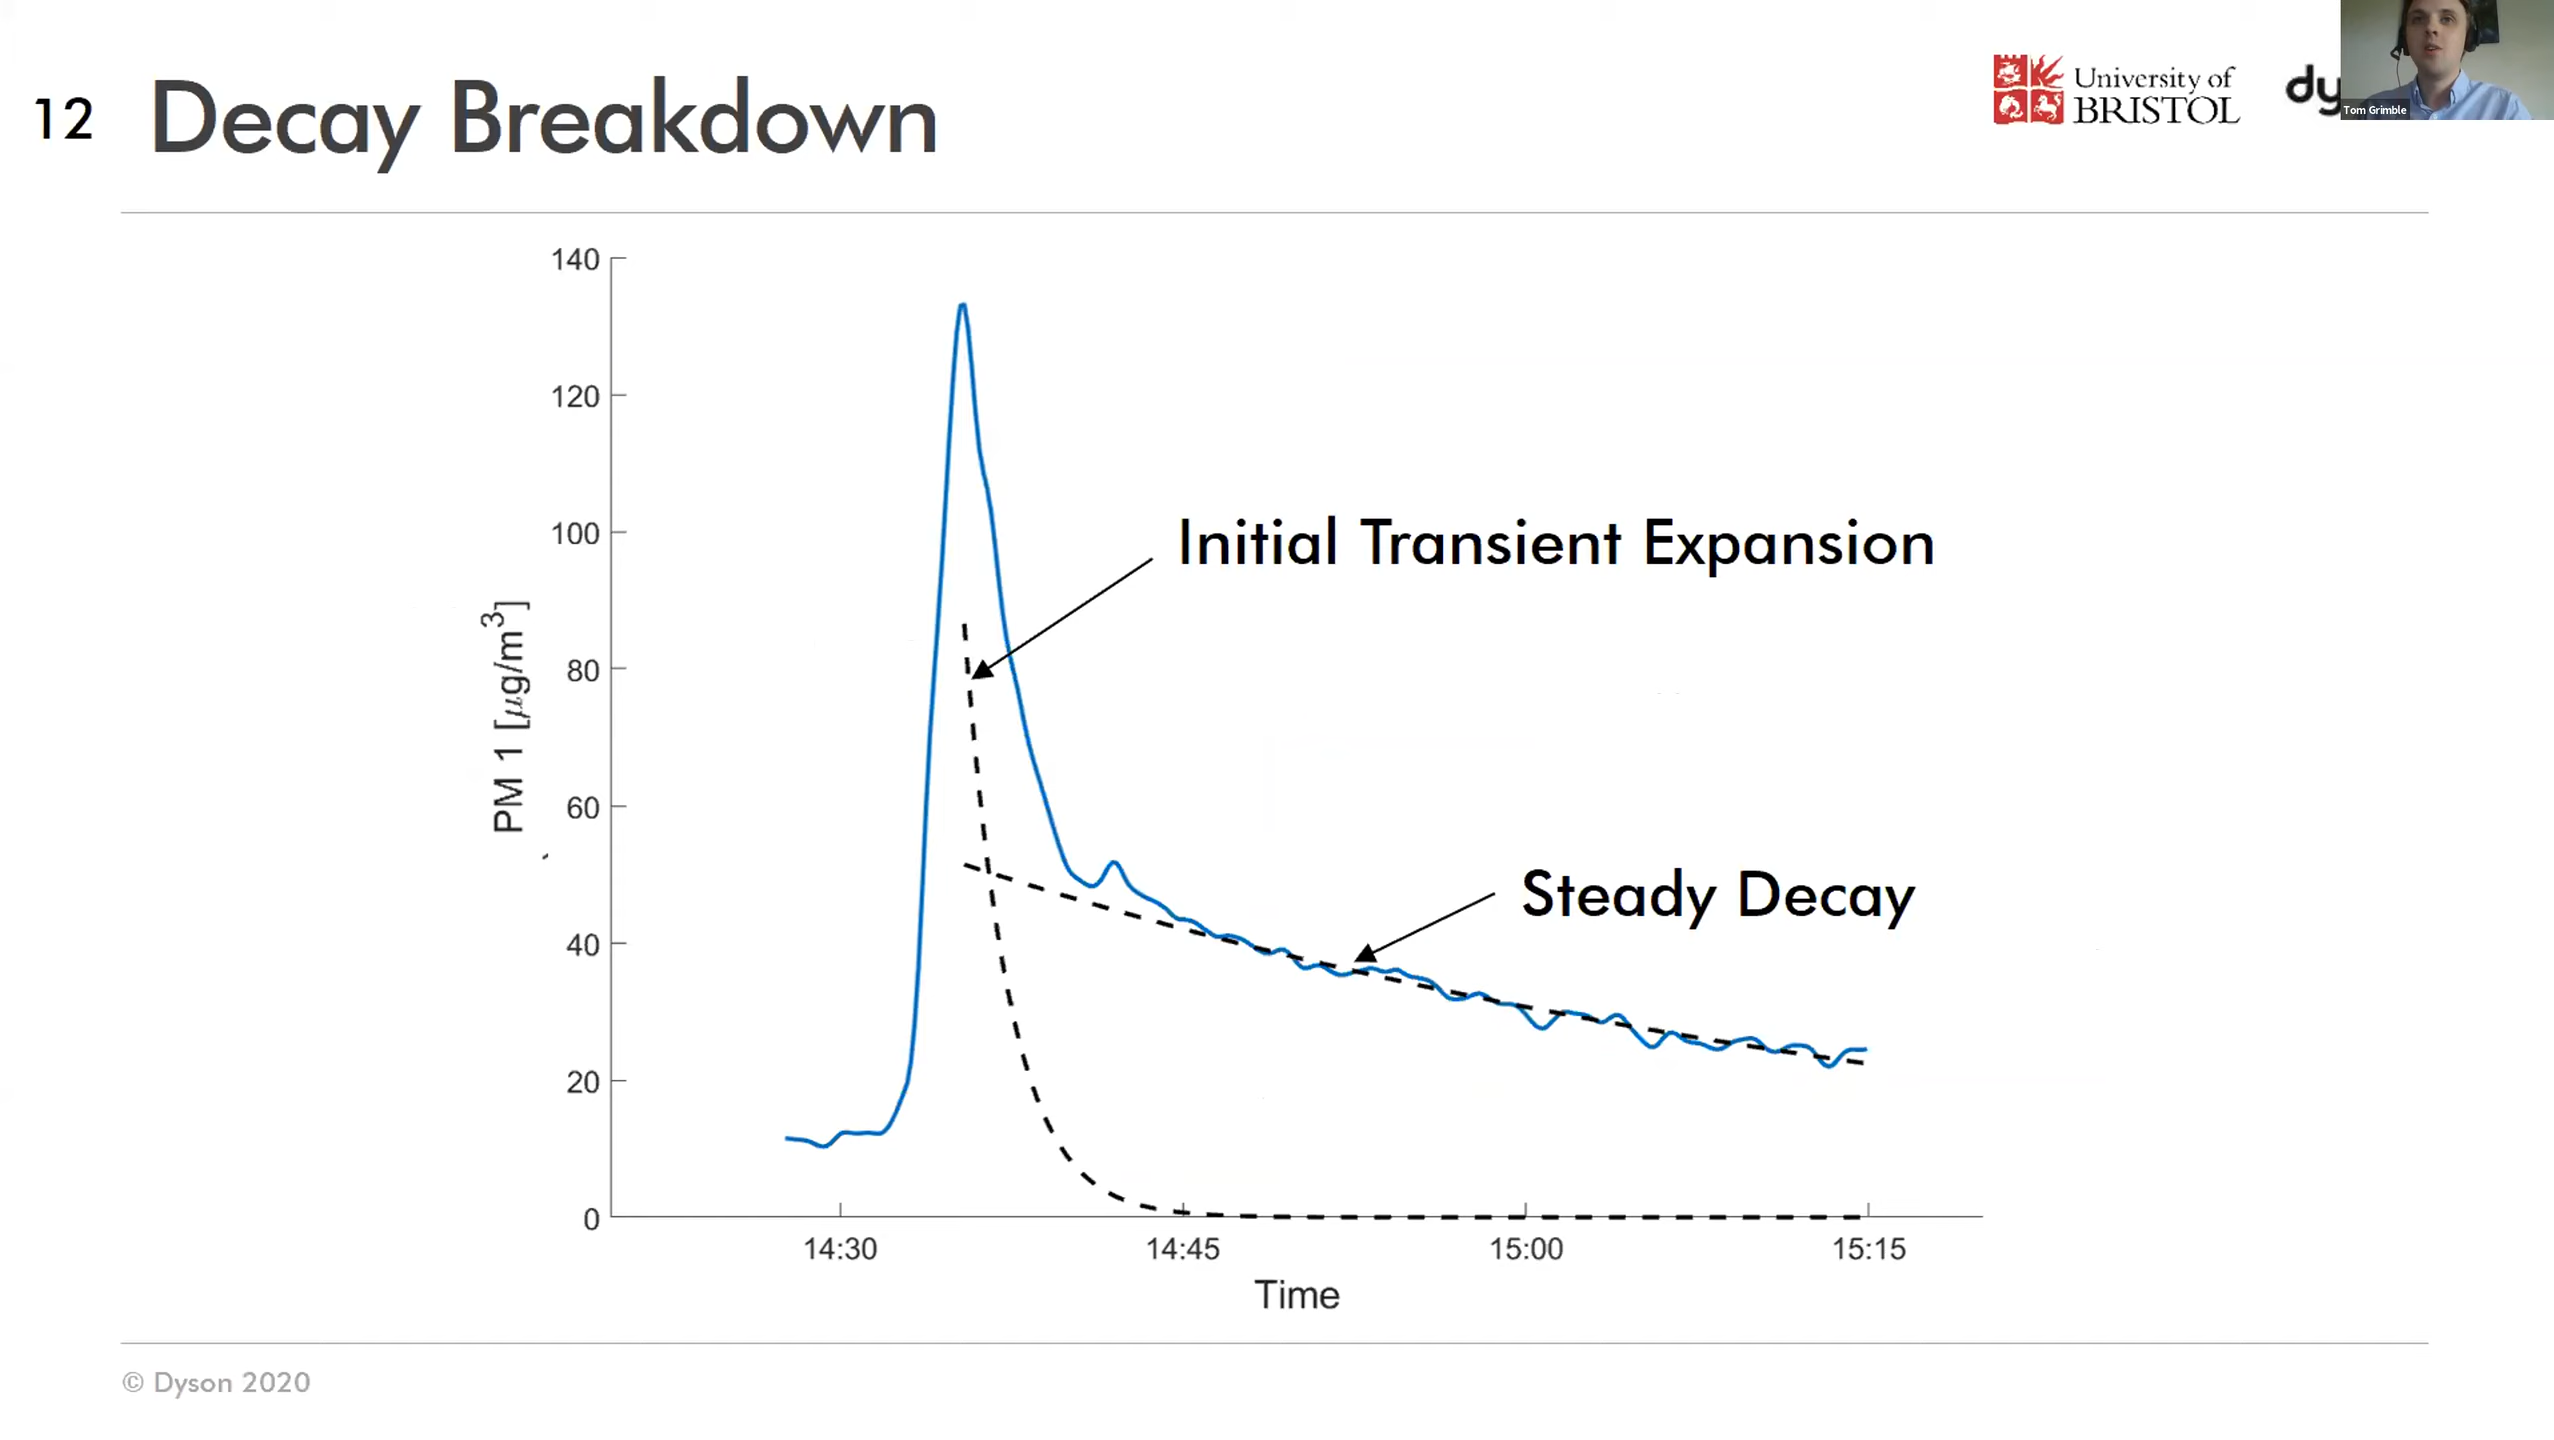 12 Decay Breakdown
University of
BRISTOL
dy
Tom Grimble
140
120
100
80
60
40
20
0
PM 1 [µg/m³]
Initial Transient Expansion
Steady Decay
14:30 14:45 15:00 15:15
Time
© Dyson 2020